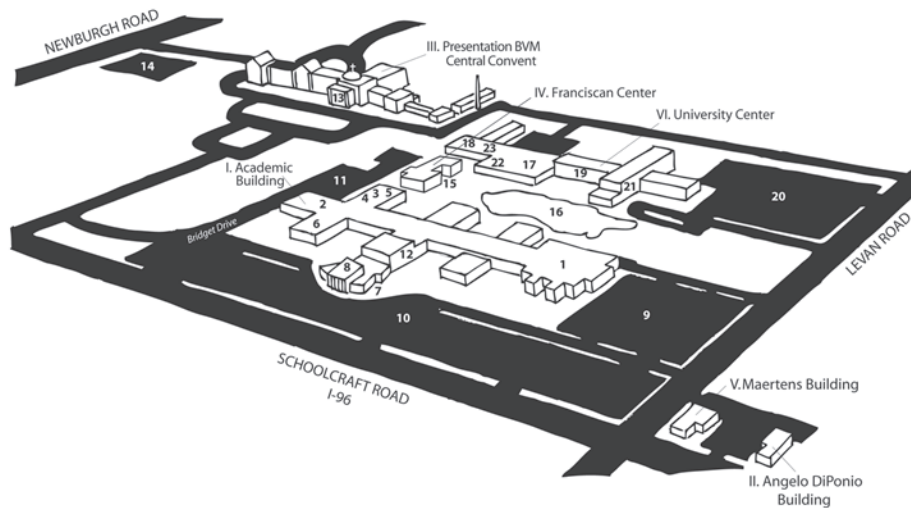 NEWBURGH ROAD
14
III. Presentation BVM
Central Convent
13
IV. Franciscan Center
VI. University Center
18
23
22
17
19
21
20
I. Academic
Building
11
15
2
3
5
4
6
16
Bridget Drive
12
8
7
1
9
10
LEVAN ROAD
SCHOOLCRAFT ROAD
I-96
V. Maertens Building
II. Angelo DiPonio
Building